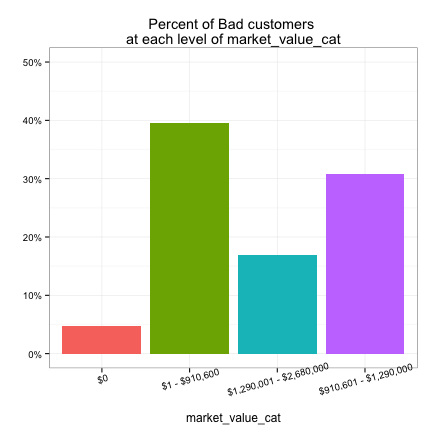 Percent of Bad customers
at each level of market_value_cat
50%
40%
30%
20%
10%
0%
$0
$1 - $910,600
$1,290,001 - $2,680,000
$910,601 - $1,290,000
market_value_cat